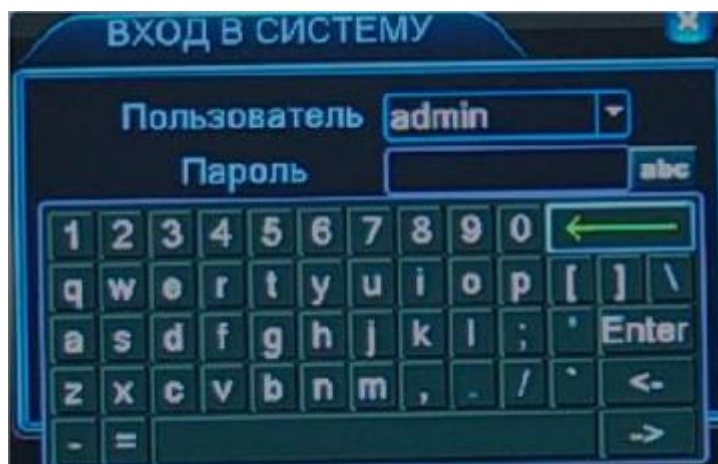 ВХОД В СИСТЕМУ
Пользователь admin
Пароль abc
1 2 3 4 5 6 7 8 9 0
q w e r t y u i o p [ ] \
a s d f g h j k l ; ' Enter
z x c v b n m , . / ` <-
- = ->